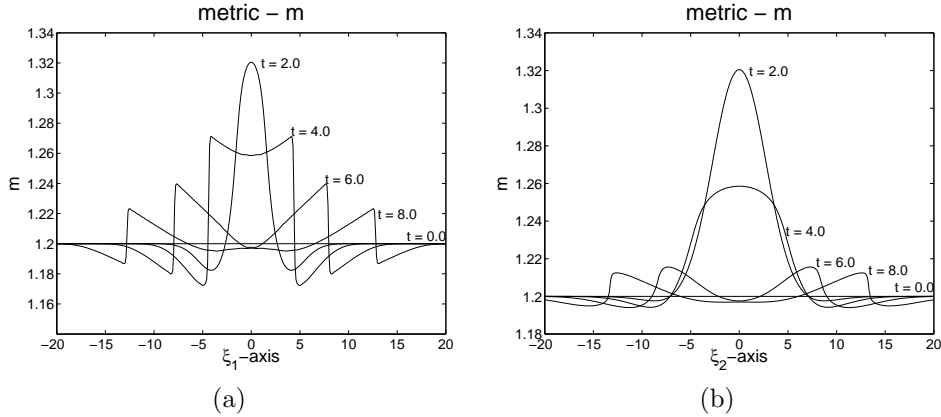 metric – m
1.34
1.32
1.3
1.28
1.26
1.24
1.22
1.2
1.18
1.16
m
t = 2.0
t = 4.0
t = 6.0
t = 8.0
t = 0.0
−20 −15 −10 −5 0 5 10 15 20
ξ1−axis
(a)
metric – m
1.34
1.32
1.3
1.28
1.26
1.24
1.22
1.2
1.18
m
t = 2.0
t = 4.0
t = 6.0
t = 8.0
t = 0.0
−20 −15 −10 −5 0 5 10 15 20
ξ2−axis
(b)